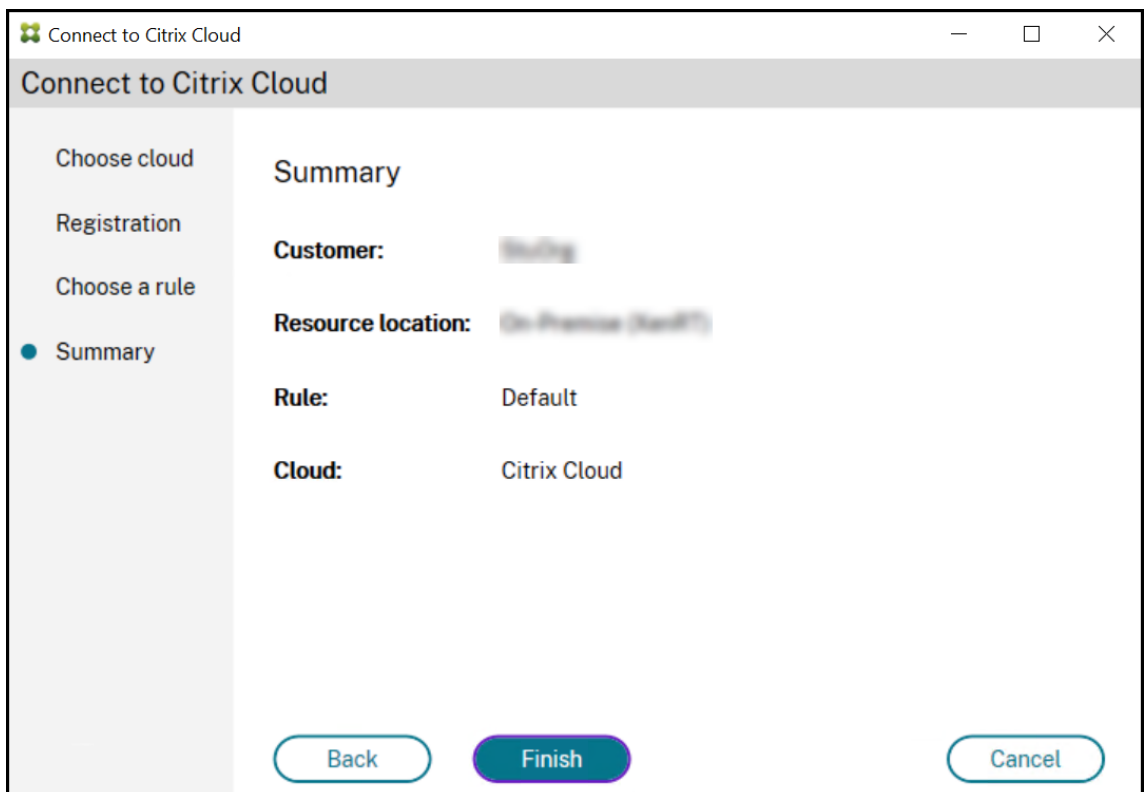 Connect to Citrix Cloud
Connect to Citrix Cloud
Choose cloud
Registration
Choose a rule
Summary
Summary
Customer:
Resource location:
Rule: Default
Cloud: Citrix Cloud
Back Finish Cancel